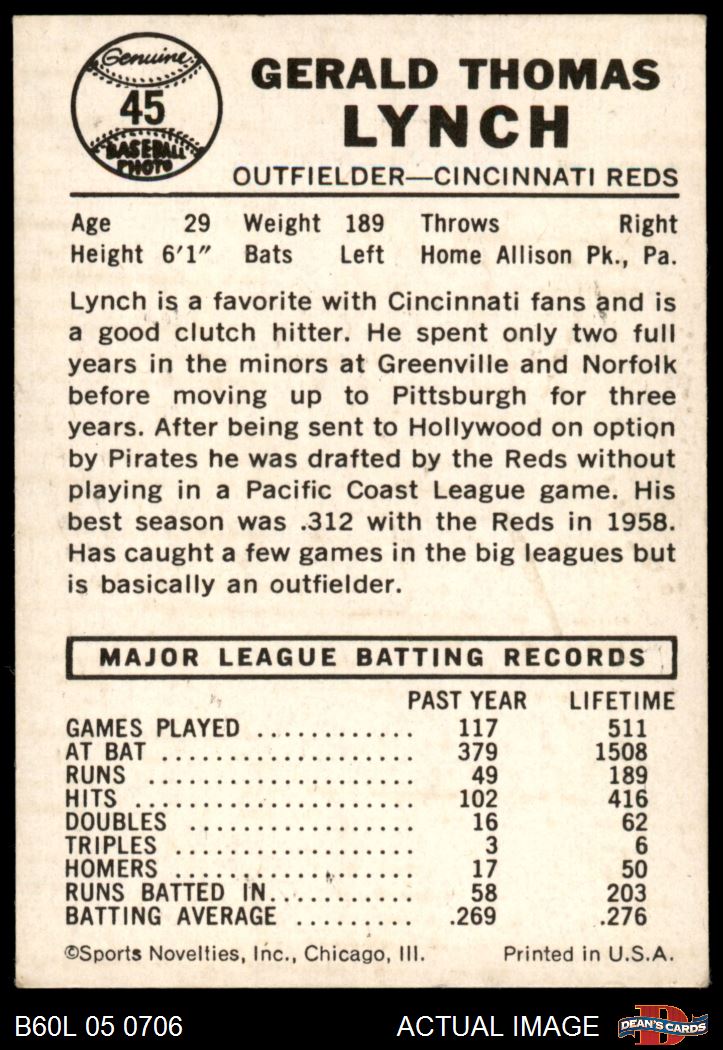 Genuine
45
BASEBALL
PHOTO
GERALD THOMAS
LYNCH
OUTFIELDER—CINCINNATI REDS
Age 29 Weight 189 Throws Right
Height 6'1" Bats Left Home Allison Pk., Pa.
Lynch is a favorite with Cincinnati fans and is
a good clutch hitter. He spent only two full
years in the minors at Greenville and Norfolk
before moving up to Pittsburgh for three
years. After being sent to Hollywood on option
by Pirates he was drafted by the Reds without
playing in a Pacific Coast League game. His
best season was .312 with the Reds in 1958.
Has caught a few games in the big leagues but
is basically an outfielder.
MAJOR LEAGUE BATTING RECORDS
PAST YEAR LIFETIME
GAMES PLAYED ............ 117 511
AT BAT ................... 379 1508
RUNS .................... 49 189
HITS ..................... 102 416
DOUBLES ................. 16 62
TRIPLES .................. 3 6
HOMERS .................. 17 50
RUNS BATTED IN........... 58 203
BATTING AVERAGE ......... .269 .276
©Sports Novelties, Inc., Chicago, Ill. Printed in U.S.A.
B60L 05 0706 ACTUAL IMAGE D DEAN'S CARDS